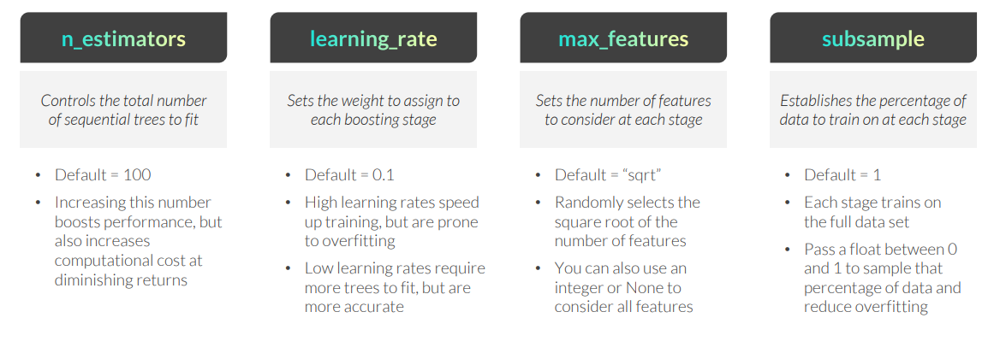 n_estimators
Controls the total number
of sequential trees to fit
• Default = 100
• Increasing this number
boosts performance, but
also increases
computational cost at
diminishing returns
learning_rate
Sets the weight to assign to
each boosting stage
• Default = 0.1
• High learning rates speed
up training, but are prone
to overfitting
• Low learning rates require
more trees to fit, but are
more accurate
max_features
Sets the number of features
to consider at each stage
• Default = “sqrt”
• Randomly selects the
square root of the
number of features
• You can also use an
integer or None to
consider all features
subsample
Establishes the percentage of
data to train on at each stage
• Default = 1
• Each stage trains on
the full data set
• Pass a float between 0
and 1 to sample that
percentage of data and
reduce overfitting